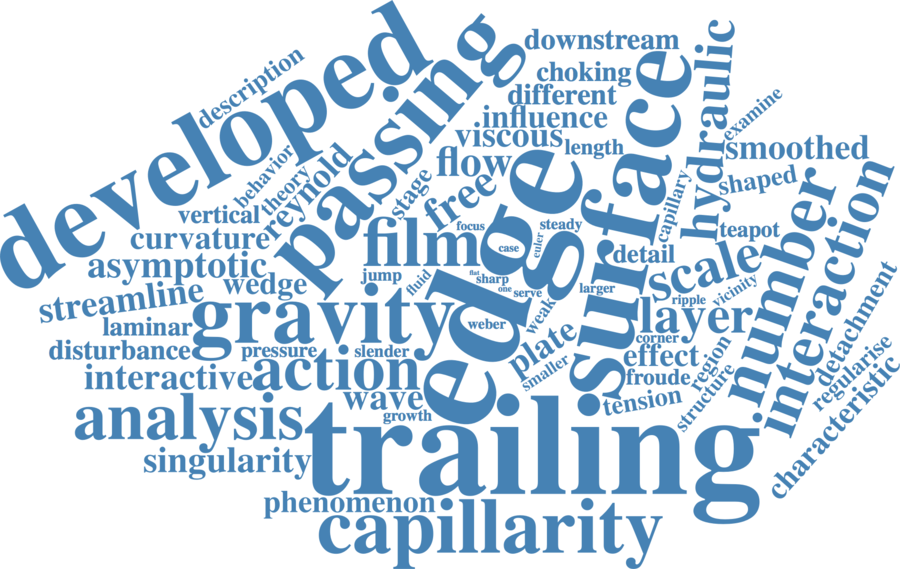 description
developed
passing
downstream
choking
different
influence
viscous
length
flow
hydraulic
examine
smoothed
shaped
behavior
theory
reynold
vertical
stage
free
surface
capillary
teapot
curvature
film
focus
steady
case
euler
edge
detail
scale
number
interaction
asymptotic
wedge
jump
fluid
flat
sharp
one
serve
larger
ripple
vicinity
streamline
gravity
weber
weak
layer
detachment
laminar
corner
disturbance
pressure
slender
plate
effect
region
regularise
interactive
action
smaller
froude
structure
characteristic
wave
growth
tension
analysis
trailing
singularity
phenomenon
capillarity